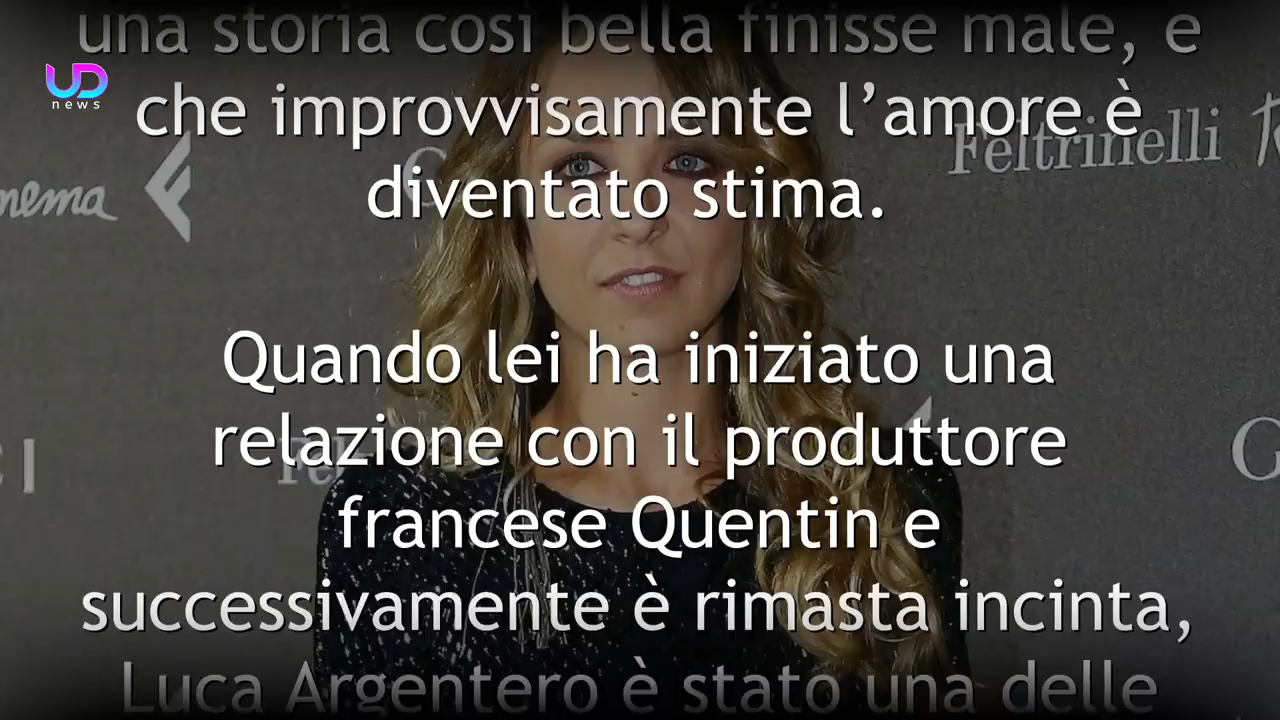 una storia così bella finisse male, e
UD
news
che improvvisamente l’amore è
Feltrinelli
nema
diventato stima.
Quando lei ha iniziato una
relazione con il produttore
francese Quentin e
successivamente è rimasta incinta,
Luca Argentero è stato una delle